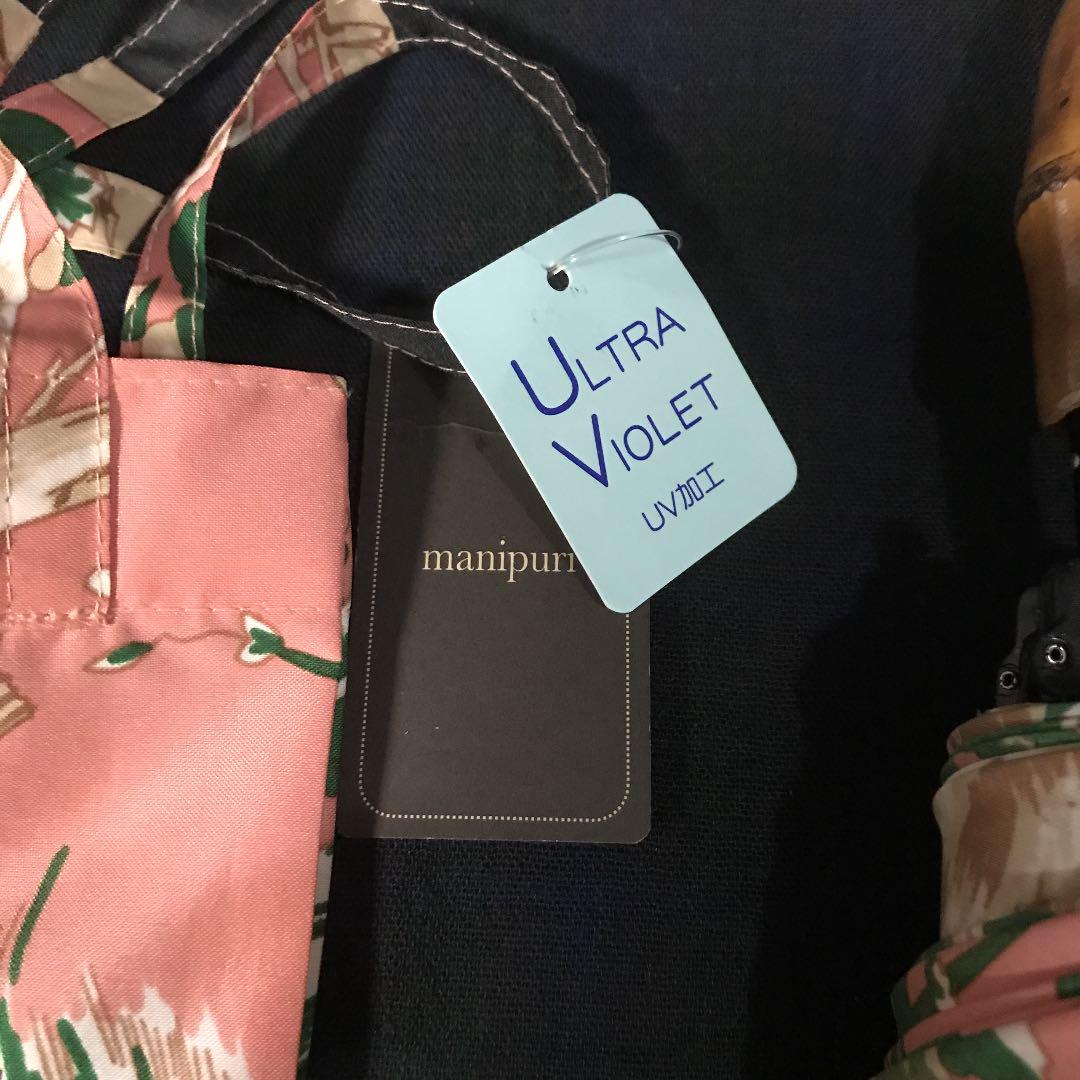 ULTRA
VIOLET
UV加工
manipuri